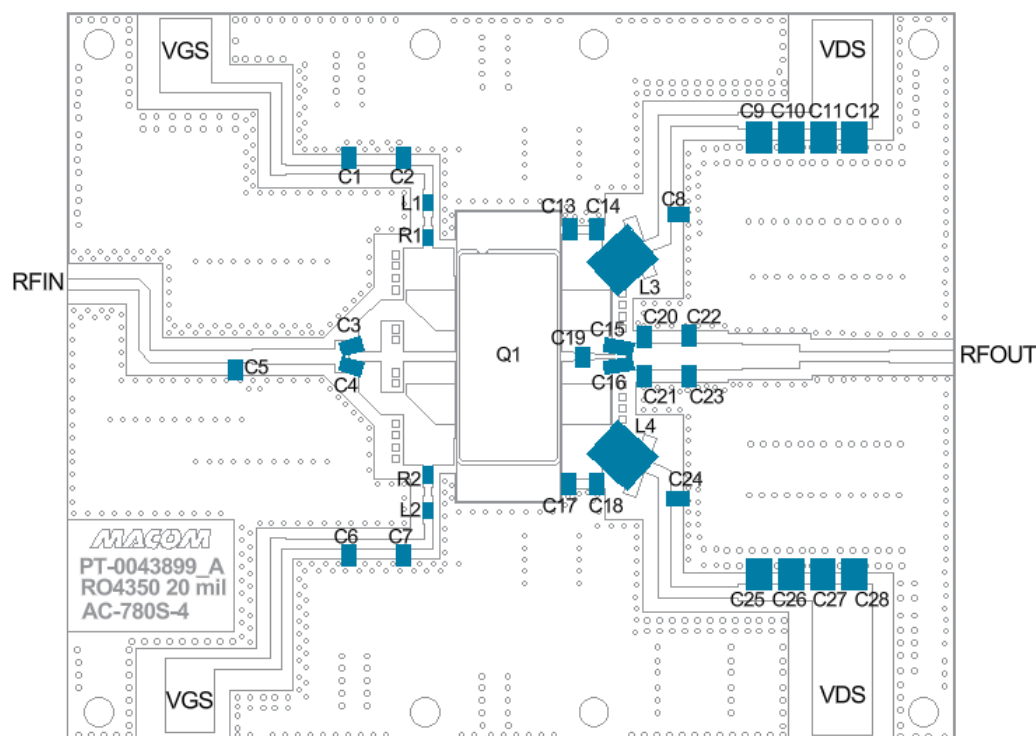 VGS
VDS
C9 C10 C11 C12
C1 C2
L1
C13 C14 C8
R1
RFIN
L3
C3
C20 C22
C15
C19
Q1
RFOUT
C5
C4
C16
C21 C23
L4
R2
C24
L2
C17 C18
C6 C7
MACOM
PT-0043899_A
RO4350 20 mil
AC-780S-4
C25 C26 C27 C28
VGS
VDS